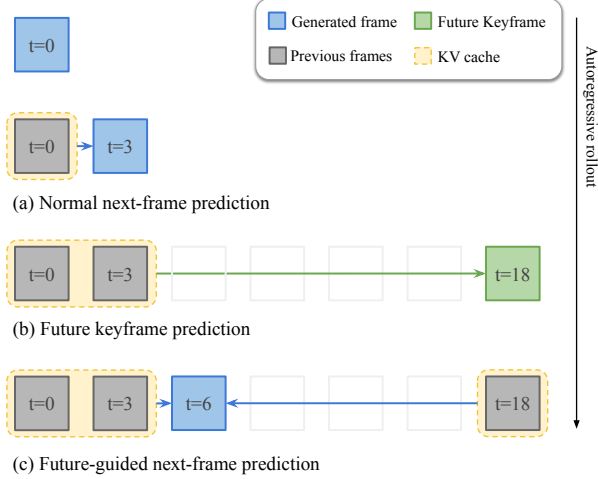 t=0
Generated frame
Future Keyframe
Previous frames
KV cache
Autoregressive rollout
t=0
t=3
(a) Normal next-frame prediction
t=0
t=3
t=18
(b) Future keyframe prediction
t=0
t=3
t=6
t=18
(c) Future-guided next-frame prediction